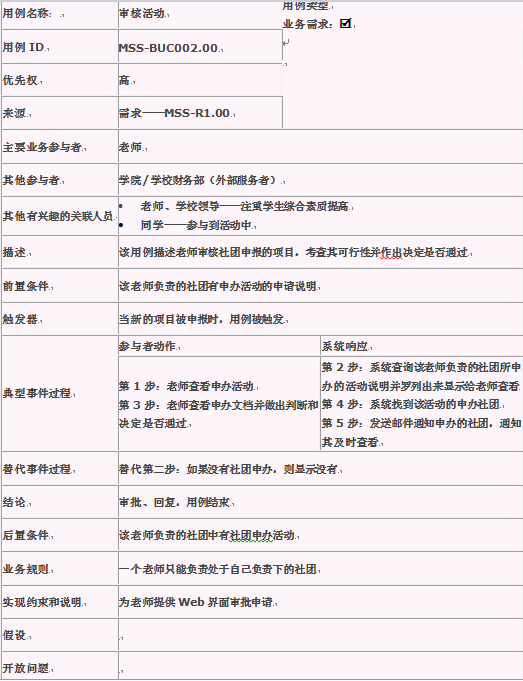 用例名称：
审核活动
用例类型
业务需求：☑
用例 ID
MSS-BUC002.00
优先权
高
来源
需求——MSS-R1.00
主要业务参与者
老师
其他参与者
学院/学校财务部（外部服务者）
其他有兴趣的关联人员
• 老师、学校领导——注重学生综合素质提高
• 同学——参与到活动中
描述
该用例描述老师审核社团申报的项目，考查其可行性并作出决定是否通过
前置条件
该老师负责的社团有申办活动的申请说明
触发器
当新的项目被申报时，用例被触发
典型事件过程
参与者动作
系统响应
第 1 步：老师查看申办活动
第 3 步：老师查看申办文档并做出判断和
决定是否通过
第 2 步：系统查询该老师负责的社团所申
办的活动说明并罗列出来显示给老师查看
第 4 步：系统找到该活动的申办社团
第 5 步：发送邮件通知申办的社团，通知
其及时查看
替代事件过程
替代第二步：如果没有社团申办，则显示没有
结论
审批、回复，用例结束
后置条件
该老师负责的社团中有社团申办活动
业务规则
一个老师只能负责处于自己负责下的社团
实现约束和说明
为老师提供 Web 界面审批申请
假设
开放问题